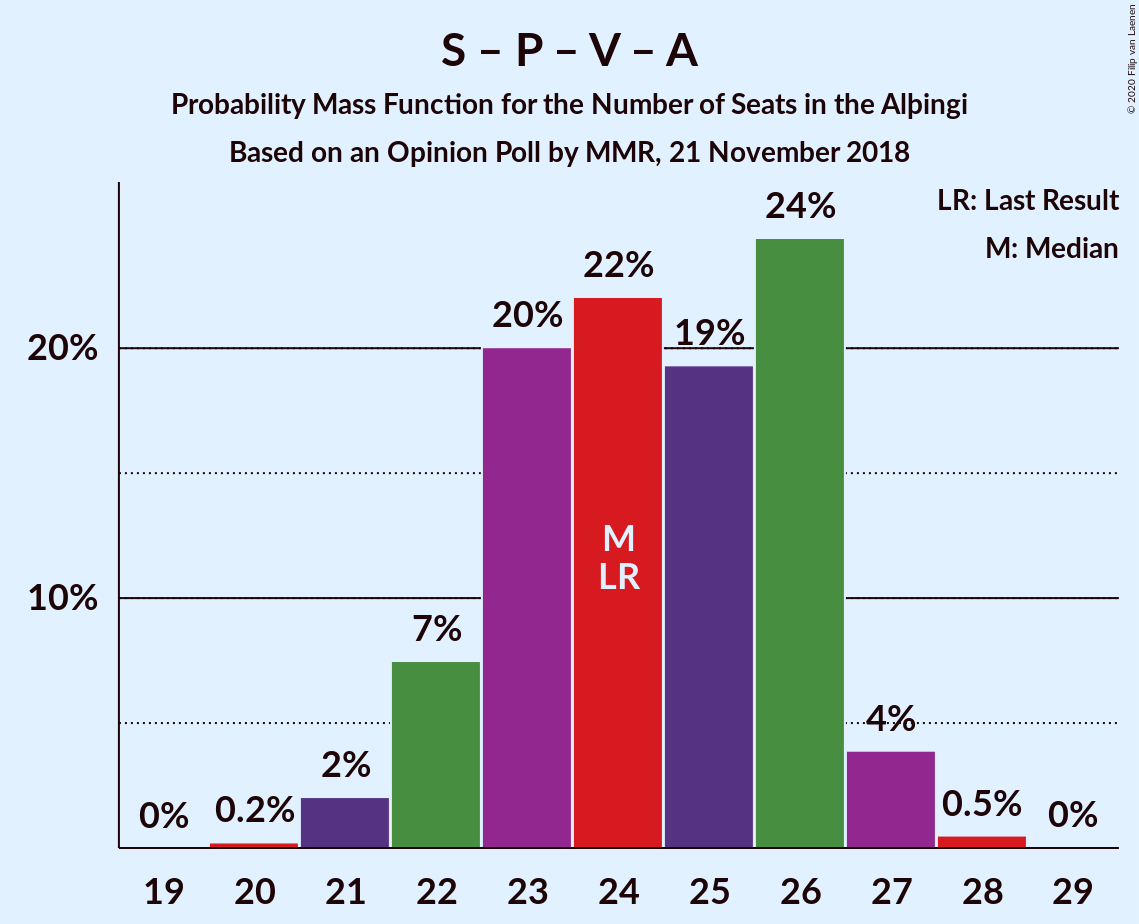 S – P – V – A
Probability Mass Function for the Number of Seats in the Alþingi
Based on an Opinion Poll by MMR, 21 November 2018
© 2020 Filip van Laenen
LR: Last Result
M: Median
24%
22%
20%
19%
20%
M
LR
10%
7%
4%
2%
0%
0.2%
0.5%
0%
19 20 21 22 23 24 25 26 27 28 29